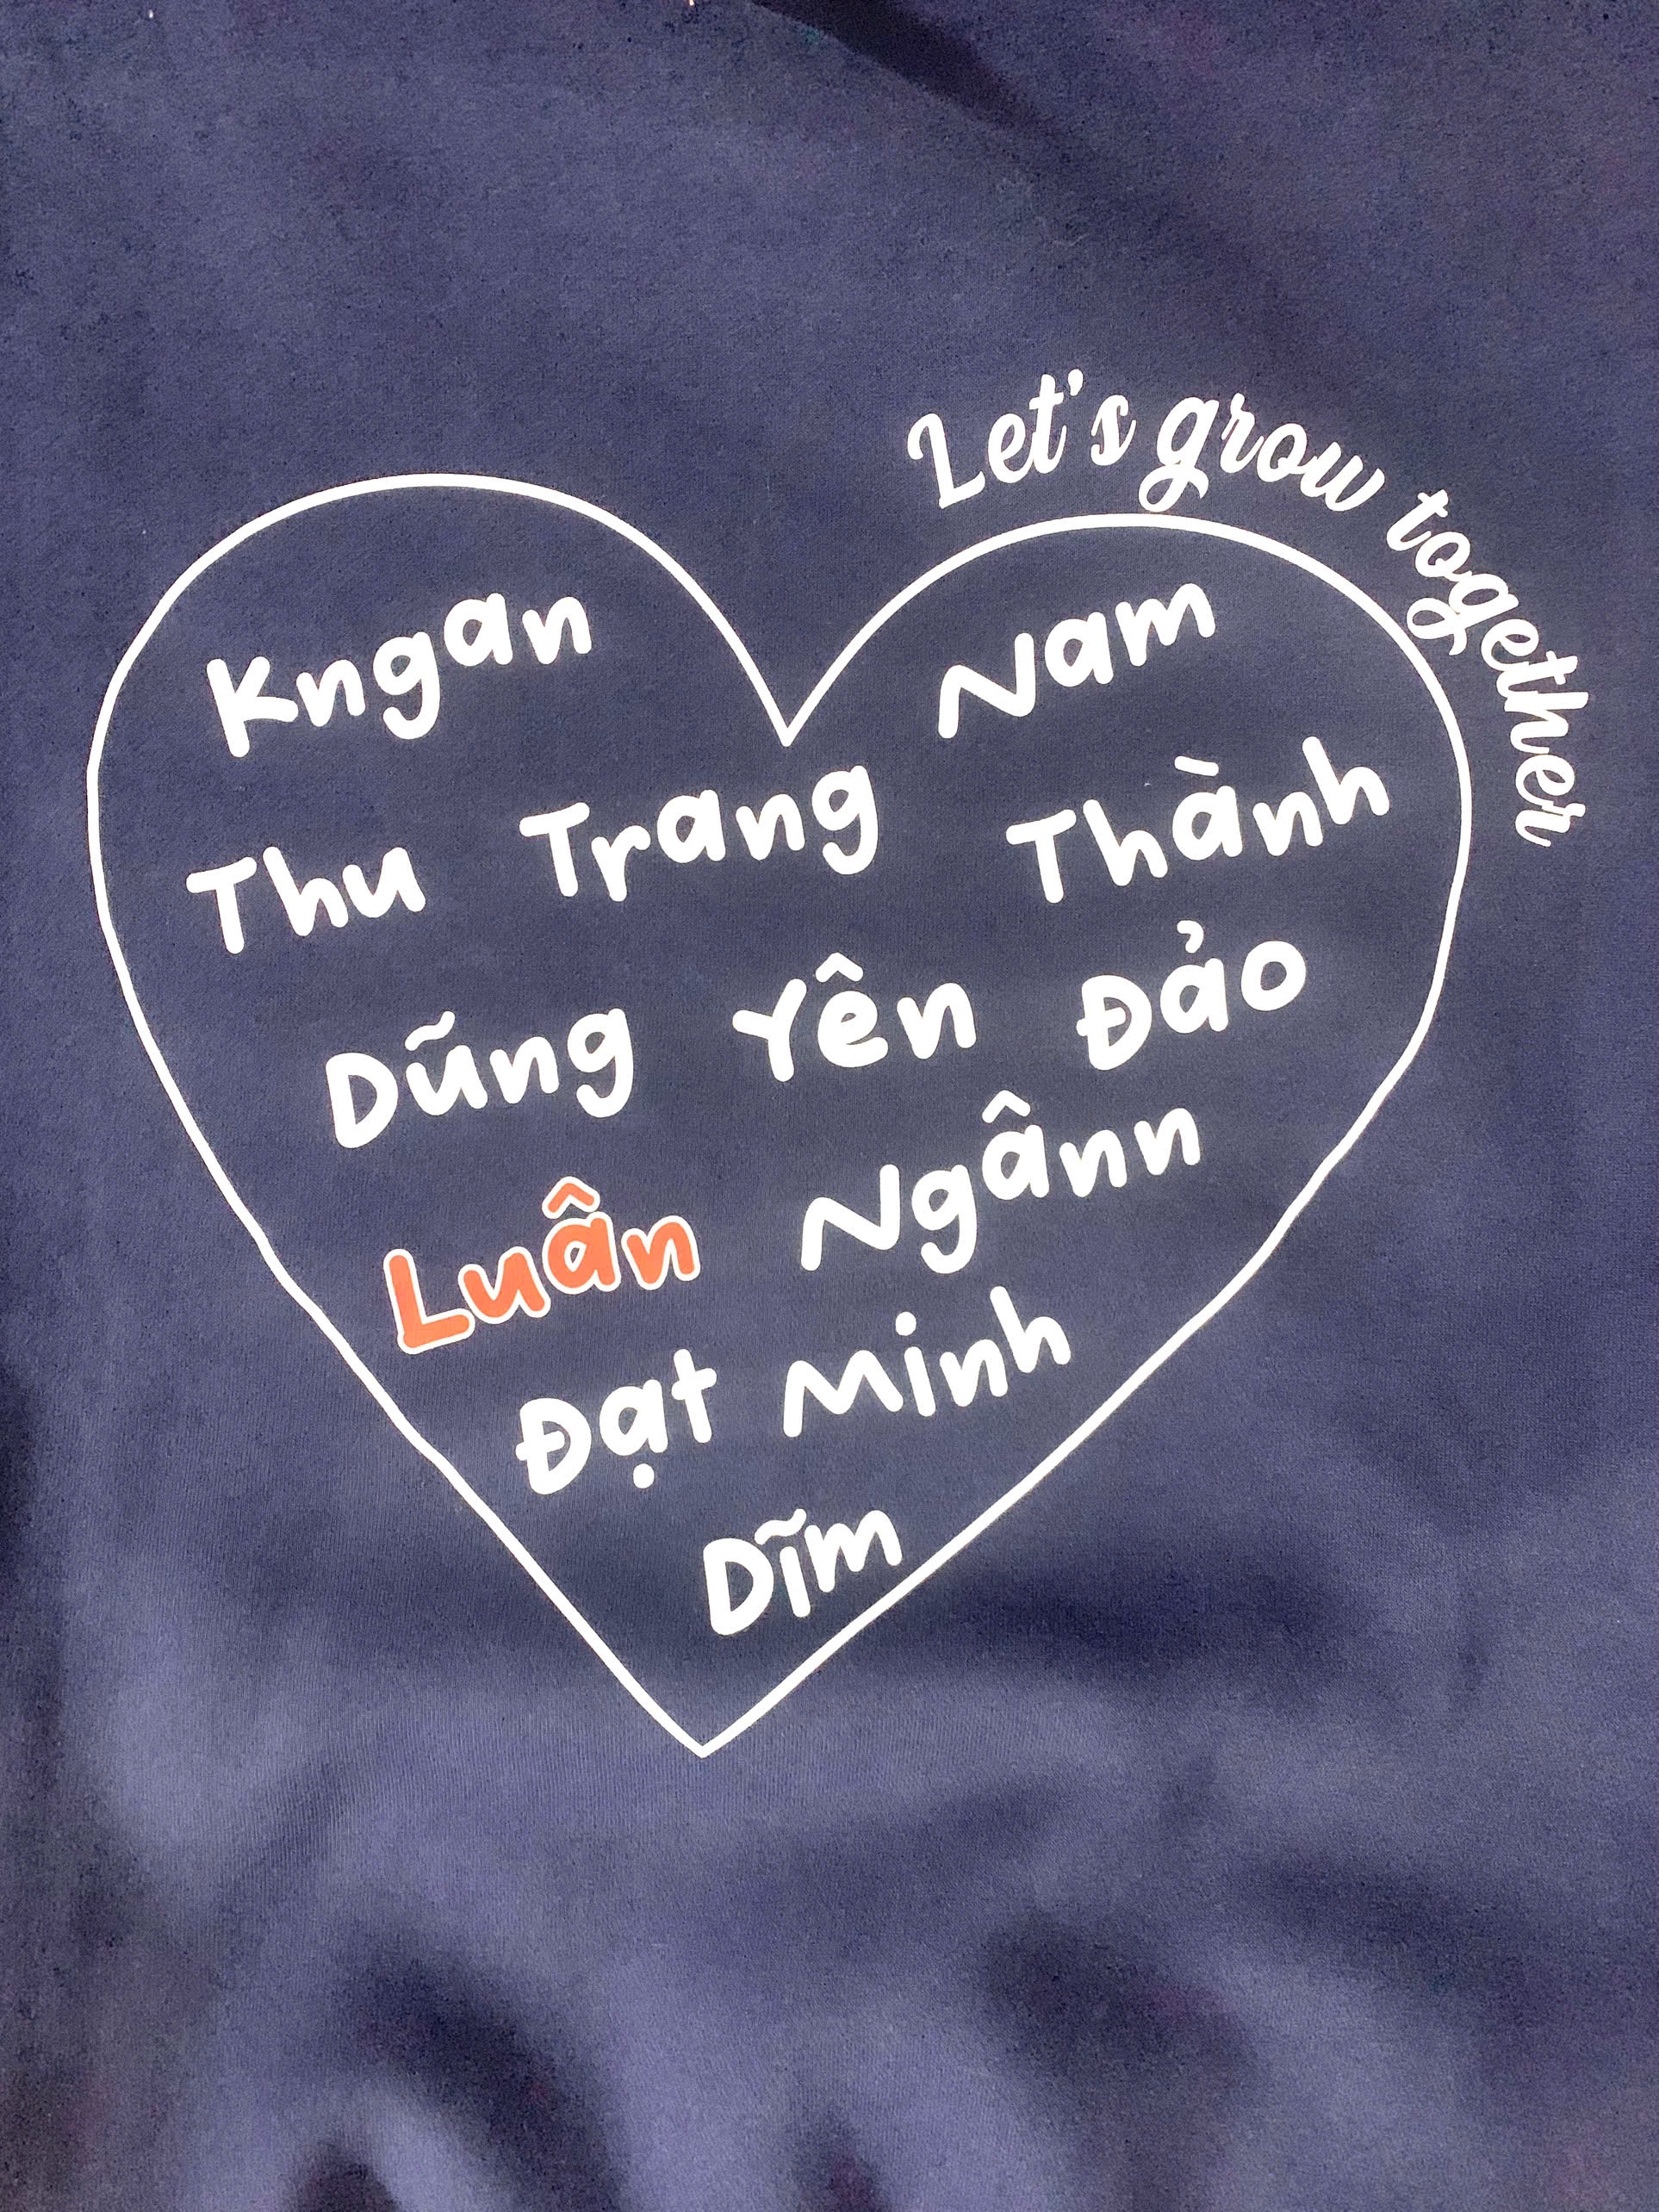 Let's grow together
Kngan Nam
Thu Trang Thành
Dũng Yên Đảo
Luân Ngânn
Đạt Minh
Dĩm